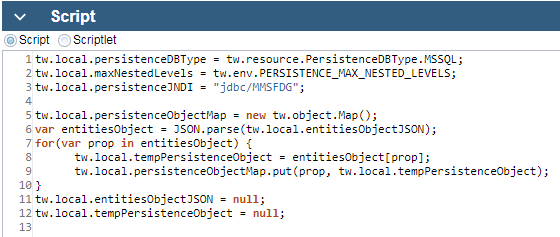 Script
Script Scriptlet
1 tw.local.persistenceDBType = tw.resource.PersistenceDBType.MSSQL;
2 tw.local.maxNestedLevels = tw.env.PERSISTENCE_MAX_NESTED_LEVELS;
3 tw.local.persistenceJNDI = "jdbc/MMSFDG";
4
5 tw.local.persistenceObjectMap = new tw.object.Map();
6 var entitiesObject = JSON.parse(tw.local.entitiesObjectJSON);
7 for(var prop in entitiesObject) {
8 tw.local.tempPersistenceObject = entitiesObject[prop];
9 tw.local.persistenceObjectMap.put(prop, tw.local.tempPersistenceObject);
10 }
11 tw.local.entitiesObjectJSON = null;
12 tw.local.tempPersistenceObject = null;
13